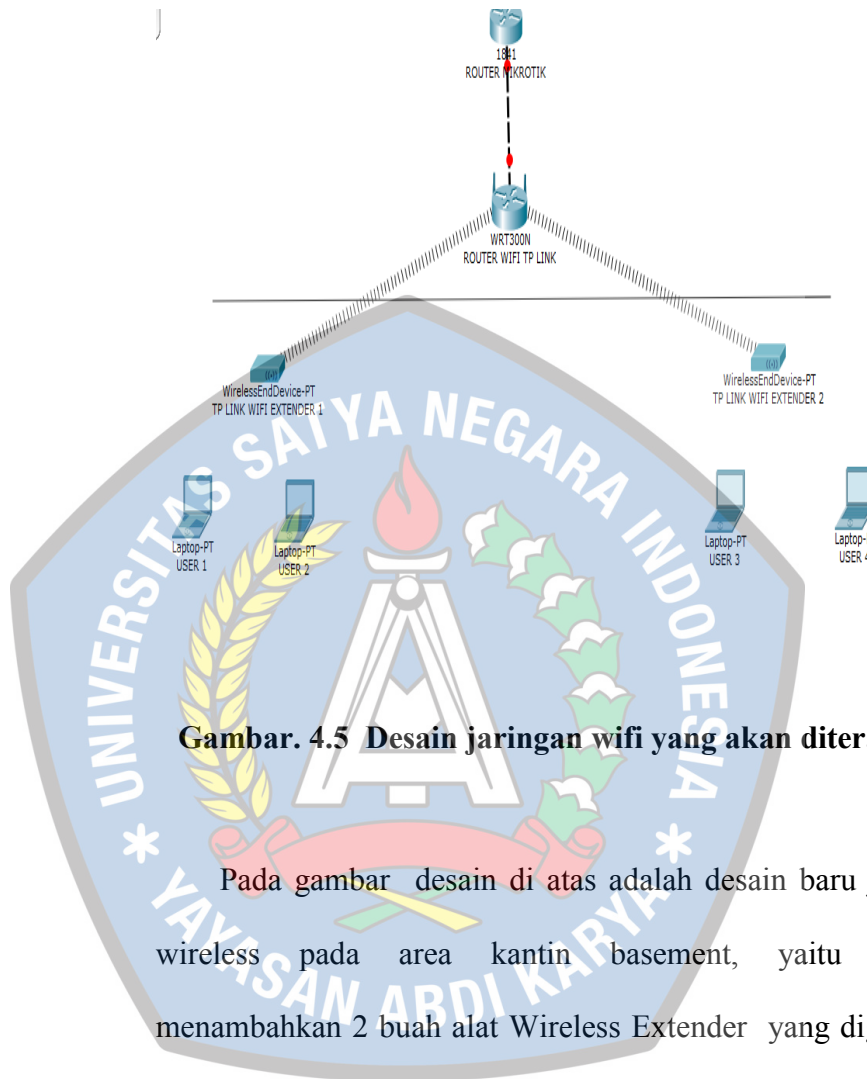 1841
ROUTER MIKROTIK
WRT300N
ROUTER WIFI TP LINK
WirelessEndDevice-PT
TP LINK WIFI EXTENDER 1
WirelessEndDevice-PT
TP LINK WIFI EXTENDER 2
Laptop-PT
USER 1
Laptop-PT
USER 2
Laptop-PT
USER 3
Laptop-
USER 4
UNIVERSITAS SATYA NEGARA INDONESIA
Gambar. 4.5 Desain jaringan wifi yang akan diter
Pada gambar desain di atas adalah desain baru
wireless pada area kantin basement, yaitu
menambahkan 2 buah alat Wireless Extender yang
* YAYASAN ABDI KARYA *